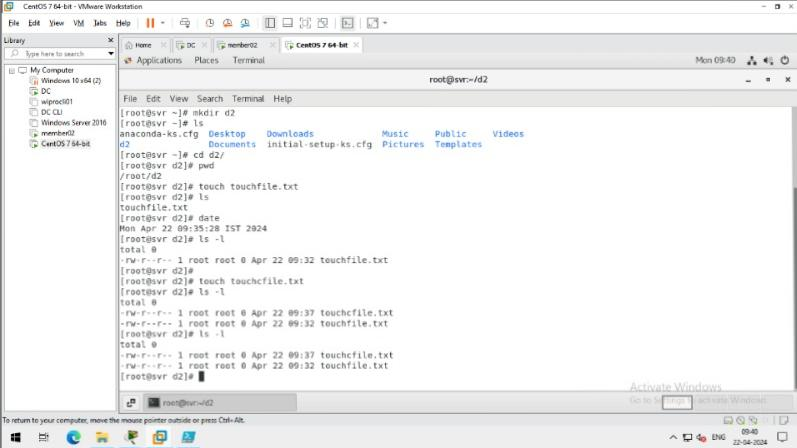 CentOS 7 64-bit - VMware Workstation
File Edit View VM Tabs Help
Library
Type here to search
Home DC member02 CentOS 7 64-bit
My Computer
Windows 10 x64 (2)
DC
wiprocli01
DC CLI
Windows Server 2016
member02
CentOS 7 64-bit
Applications Places Terminal Mon 09:40
root@svr:~/d2
File Edit View Search Terminal Help
[root@svr ~]# mkdir d2
[root@svr ~]# ls
anaconda-ks.cfg Desktop Downloads Music Public Videos
d2 Documents initial-setup-ks.cfg Pictures Templates
[root@svr ~]# cd d2/
[root@svr d2]# pwd
/root/d2
[root@svr d2]# touch touchfile.txt
[root@svr d2]# ls
touchfile.txt
[root@svr d2]# date
Mon Apr 22 09:35:28 IST 2024
[root@svr d2]# ls -l
total 0
-rw-r--r-- 1 root root 0 Apr 22 09:32 touchfile.txt
[root@svr d2]#
[root@svr d2]# touch touchcfile.txt
[root@svr d2]# ls -l
total 0
-rw-r--r-- 1 root root 0 Apr 22 09:37 touchcfile.txt
-rw-r--r-- 1 root root 0 Apr 22 09:32 touchfile.txt
[root@svr d2]# ls -l
total 0
-rw-r--r-- 1 root root 0 Apr 22 09:37 touchcfile.txt
-rw-r--r-- 1 root root 0 Apr 22 09:32 touchfile.txt
[root@svr d2]#
root@svr:~/d2
Activate Windows
Go to Settings to activate Windows.
To return to your computer, move the mouse pointer outside or press Ctrl+Alt.
ENG
09:40
22-04-2024